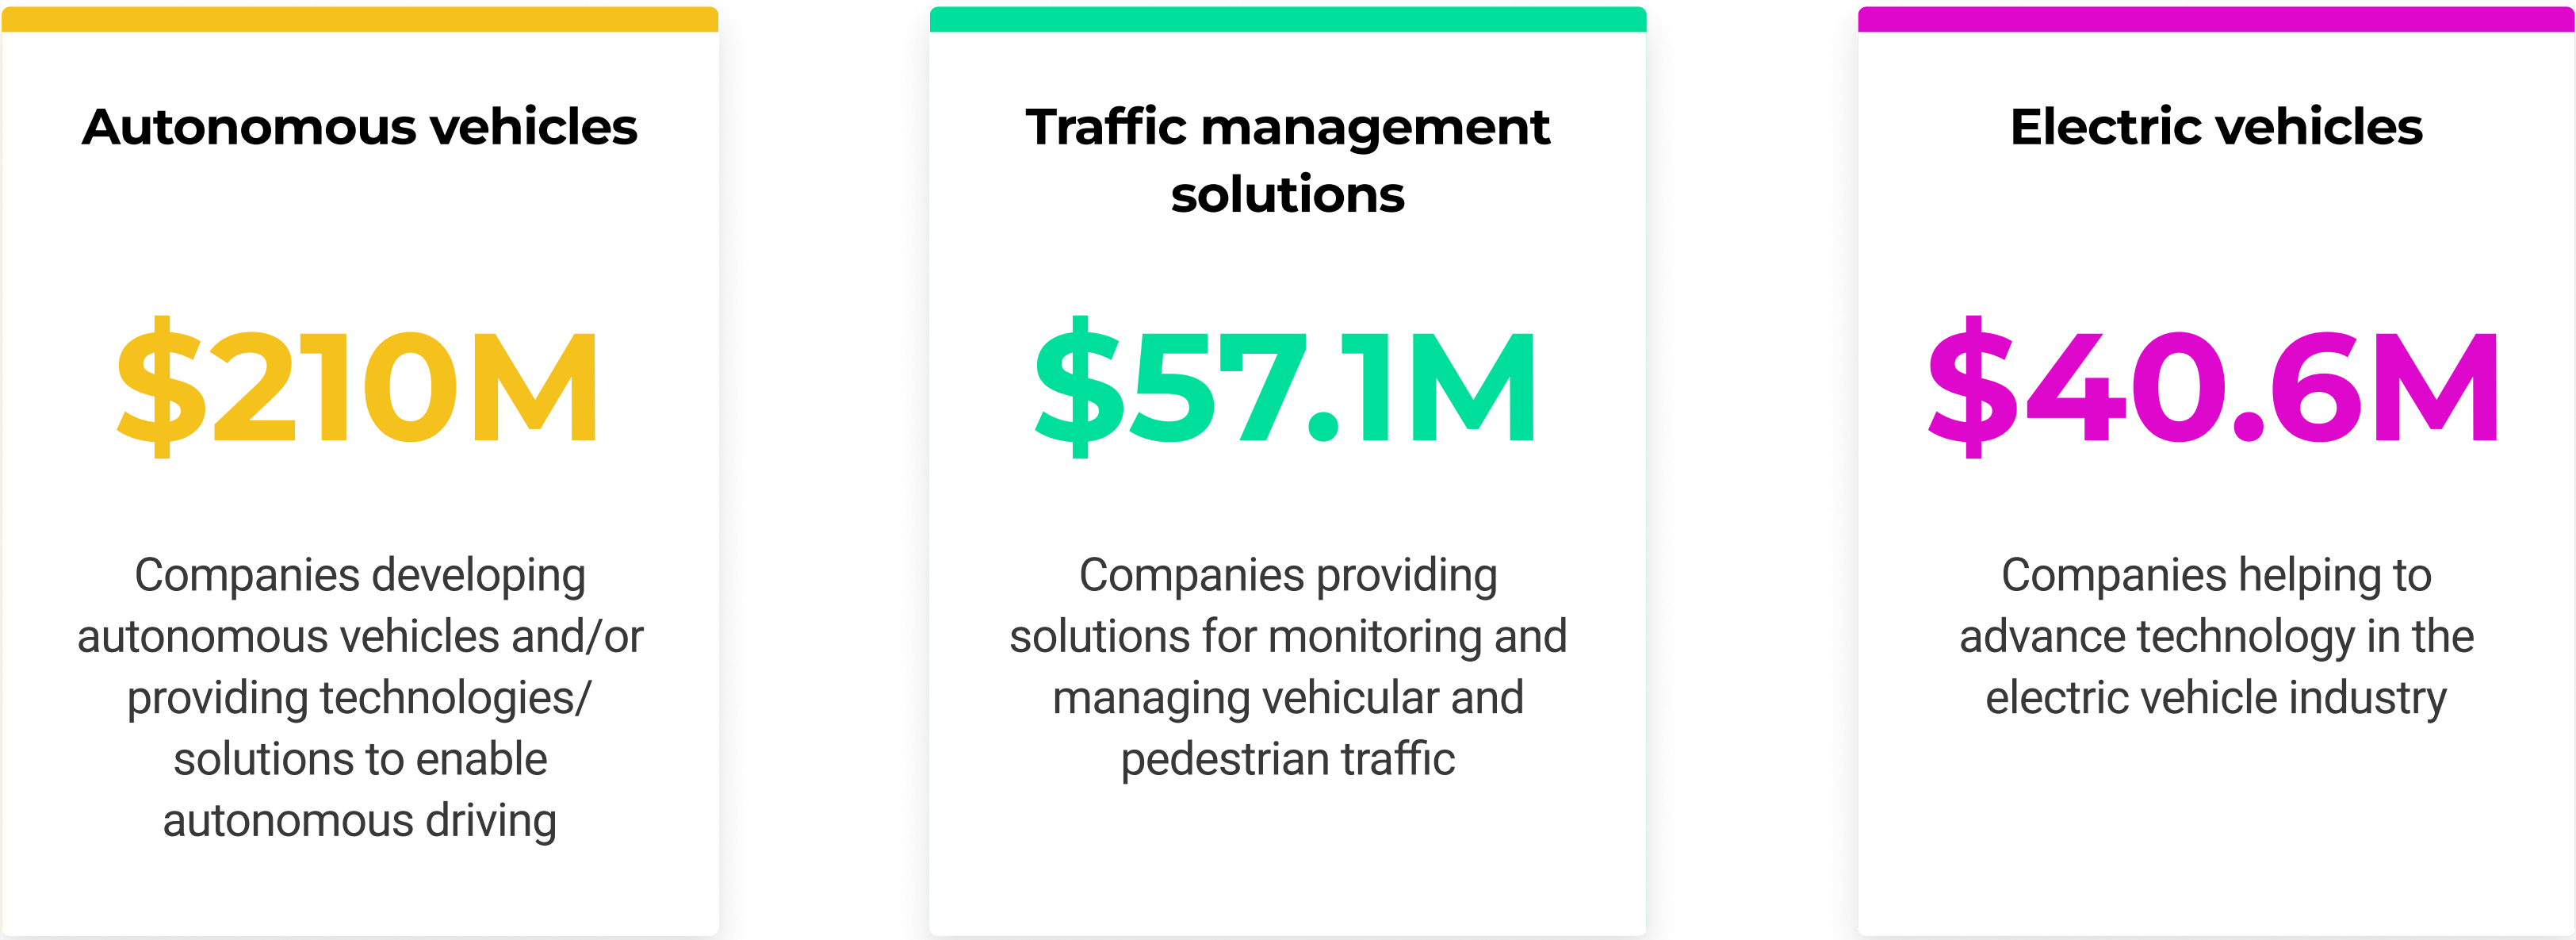 Autonomous vehicles
$210M
Companies developing
autonomous vehicles and/or
providing technologies/
solutions to enable
autonomous driving
Traffic management
solutions
$57.1M
Companies providing
solutions for monitoring and
managing vehicular and
pedestrian traffic
Electric vehicles
$40.6M
Companies helping to
advance technology in the
electric vehicle industry